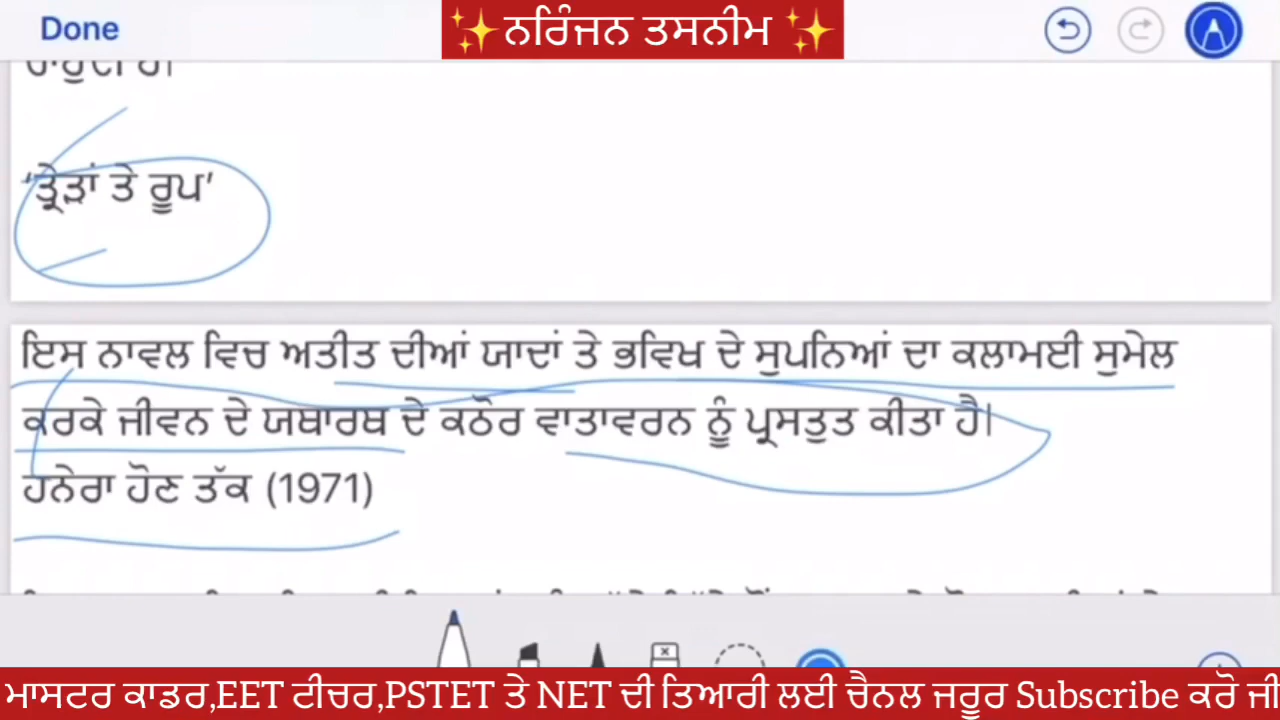 Done
✨ਨਰਿੰਜਨ ਤਸਨੀਮ ✨
'ਤ੍ਰੇੜਾਂ ਤੇ ਰੂਪ'
ਇਸ ਨਾਵਲ ਵਿਚ ਅਤੀਤ ਦੀਆਂ ਯਾਦਾਂ ਤੇ ਭਵਿਖ ਦੇ ਸੁਪਨਿਆਂ ਦਾ ਕਲਾਮਈ ਸੁਮੇਲ
ਕਰਕੇ ਜੀਵਨ ਦੇ ਯਥਾਰਥ ਦੇ ਕਠੋਰ ਵਾਤਾਵਰਨ ਨੂੰ ਪ੍ਰਸਤੁਤ ਕੀਤਾ ਹੈ।
ਹਨੇਰਾ ਹੋਣ ਤੱਕ (1971)
ਮਾਸਟਰ ਕਾਡਰ,EET ਟੀਚਰ,PSTET ਤੇ NET ਦੀ ਤਿਆਰੀ ਲਈ ਚੈਨਲ ਜਰੂਰ Subscribe ਕਰੋ ਜੀ